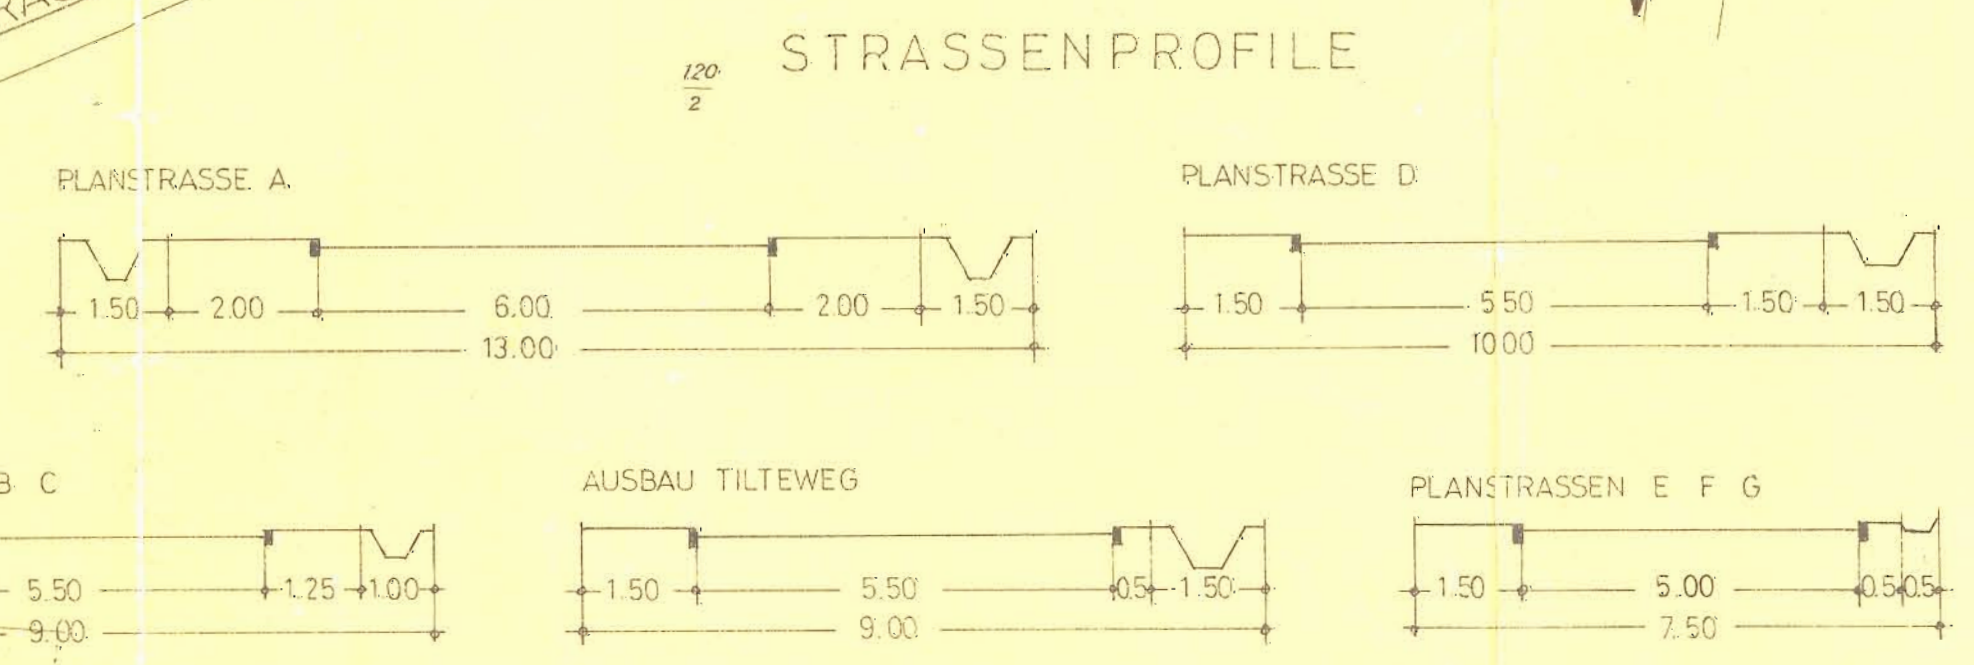 STRASSENPROFILE
120
2
PLANSTRASSE A
1.50 2.00 6.00 2.00 1.50
13.00
PLANSTRASSE D
1.50 5.50 1.50 1.50
10.00
B C
5.50 1.25 1.00
9.00
AUSBAU TILTEWEG
1.50 5.50 0.5 1.50
9.00
PLANSTRASSEN E F G
1.50 5.00 0.5 0.5
7.50